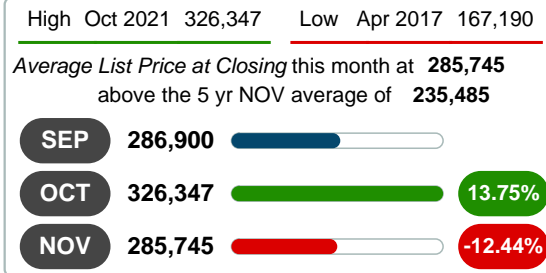 High Oct 2021 326,347 Low Apr 2017 167,190
Average List Price at Closing this month at 285,745
above the 5 yr NOV average of 235,485
SEP 286,900
OCT 326,347 13.75%
NOV 285,745 -12.44%